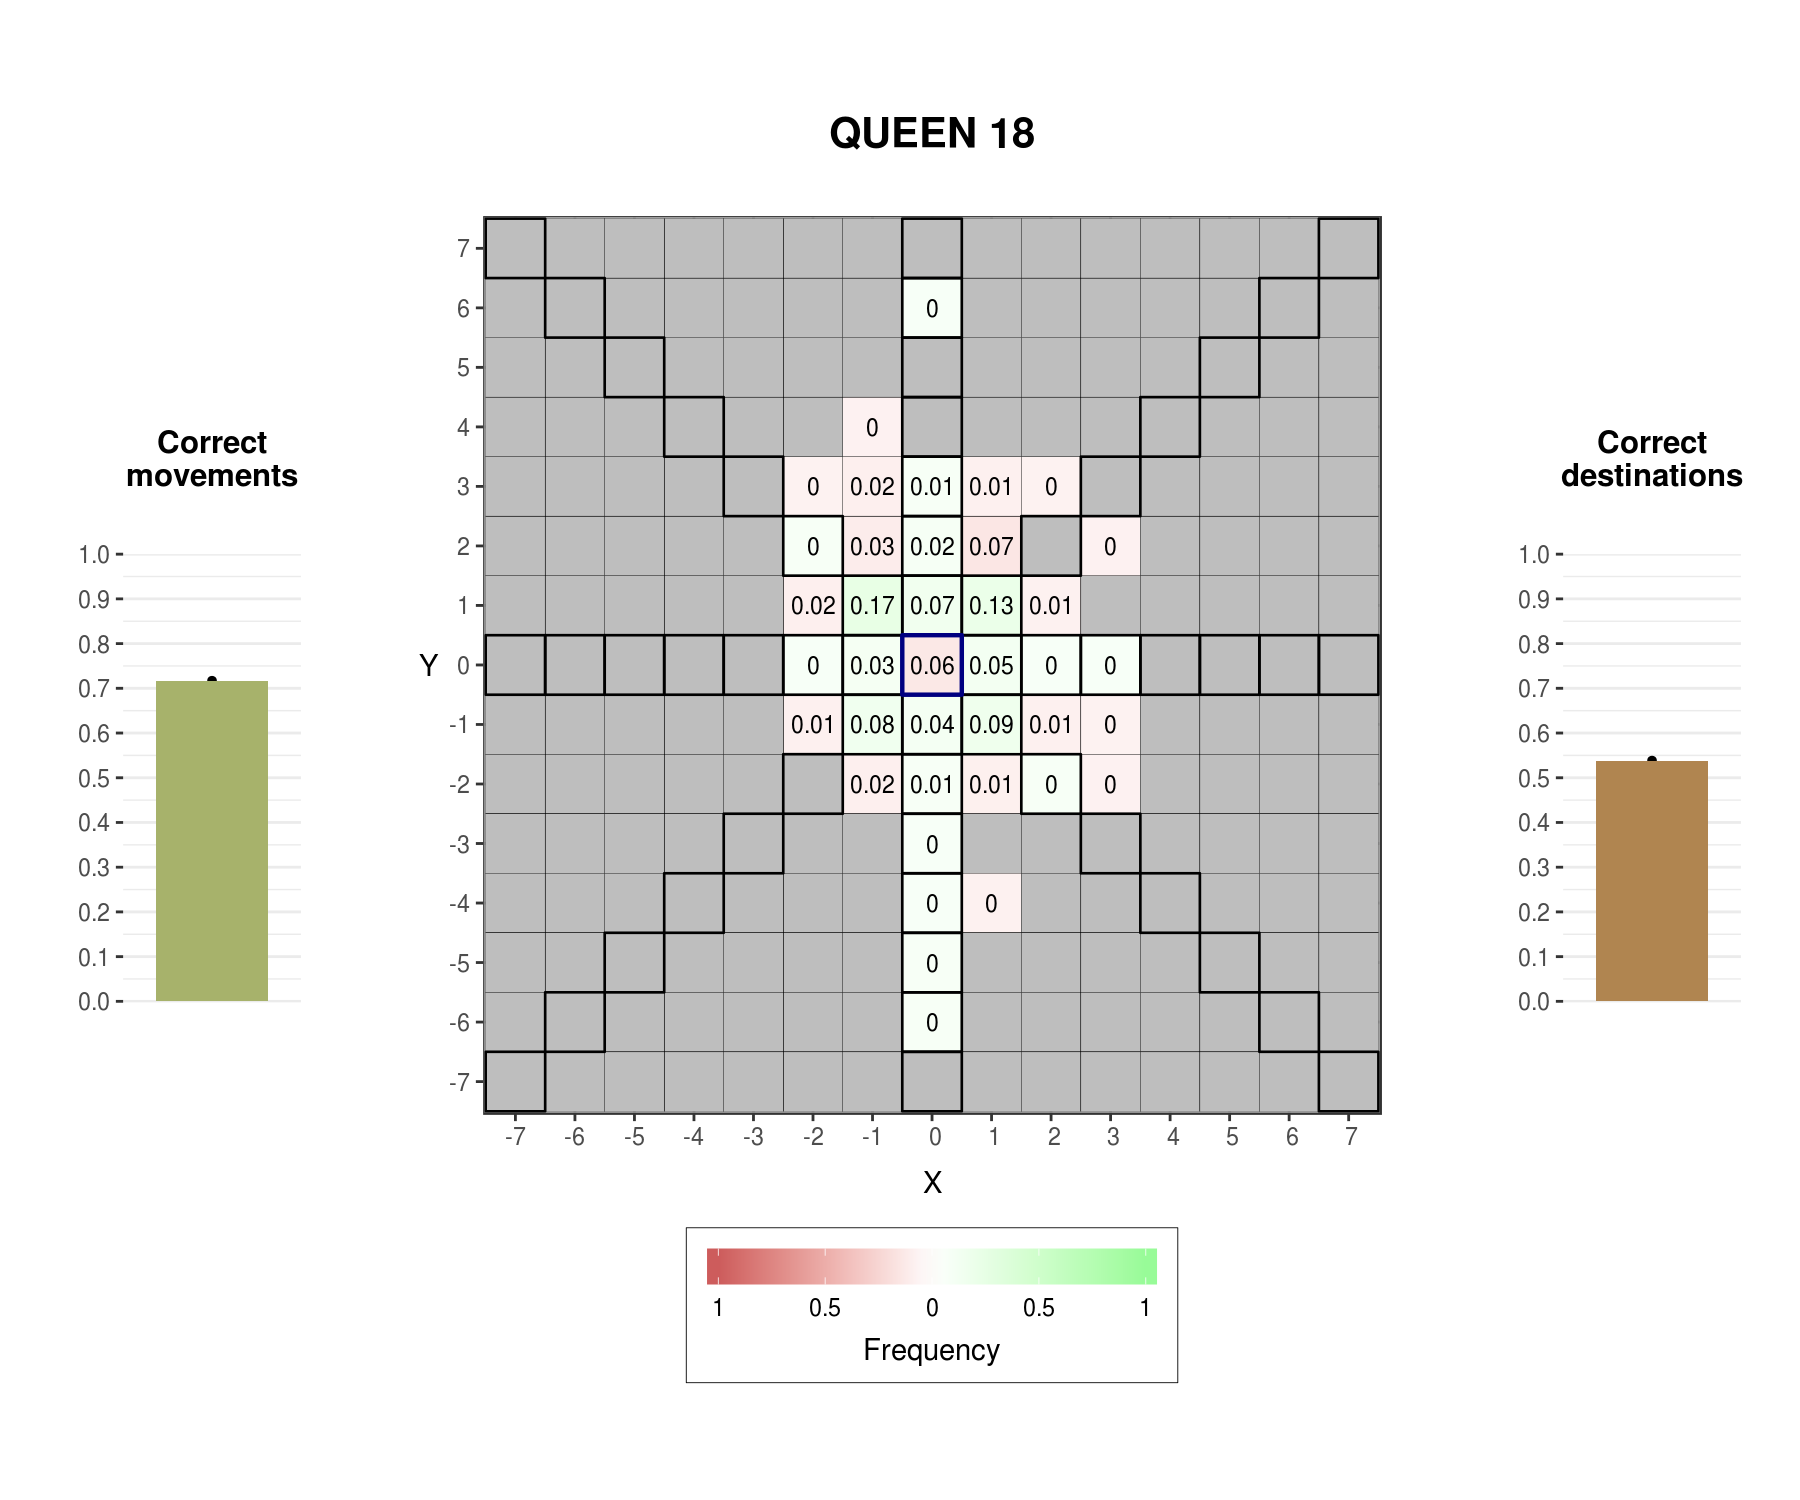 QUEEN 18
Correct
movements
1.0
0.9
0.8
0.7
0.6
0.5
0.4
0.3
0.2
0.1
0.0
Y
7
6
5
4
3
2
1
0
-1
-2
-3
-4
-5
-6
-7
0
0
0 0.02 0.01 0.01 0
0 0.03 0.02 0.07 0
0.02 0.17 0.07 0.13 0.01
0 0.03 0.06 0.05 0 0
0.01 0.08 0.04 0.09 0.01 0
0.02 0.01 0.01 0 0
0
0 0
0
0
-7 -6 -5 -4 -3 -2 -1 0 1 2 3 4 5 6 7
X
1 0.5 0 0.5 1
Frequency
Correct
destinations
1.0
0.9
0.8
0.7
0.6
0.5
0.4
0.3
0.2
0.1
0.0